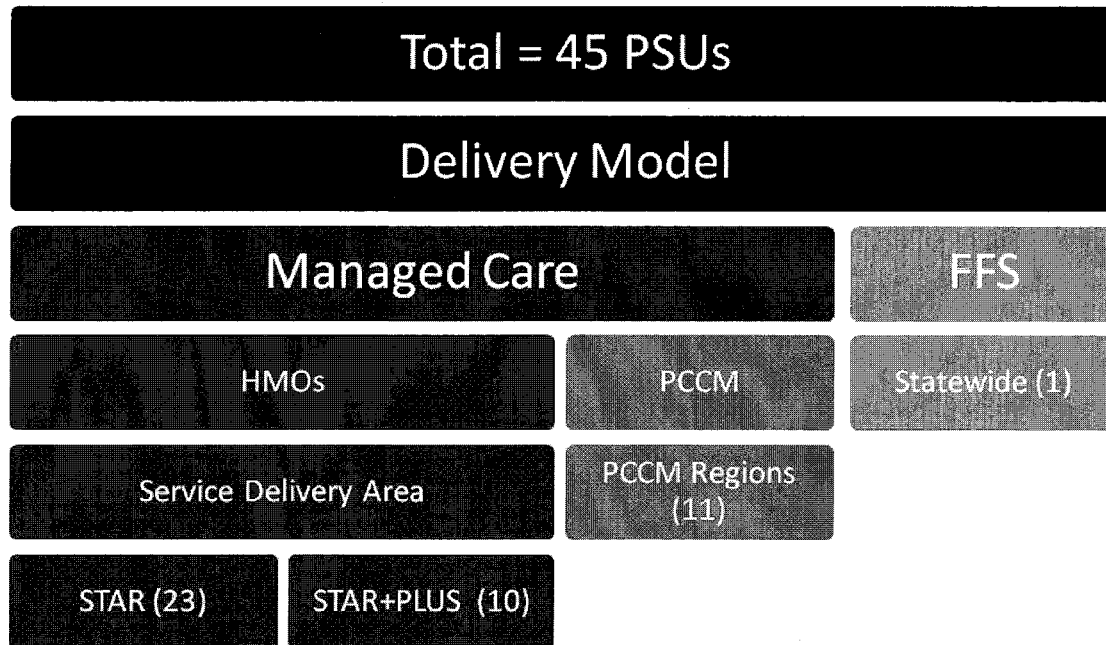 Total = 45 PSUs
Delivery Model
Managed Care
FFS
HMOs
PCCM
Statewide (1)
Service Delivery Area
PCCM Regions
(11)
STAR (23)
STAR+PLUS (10)